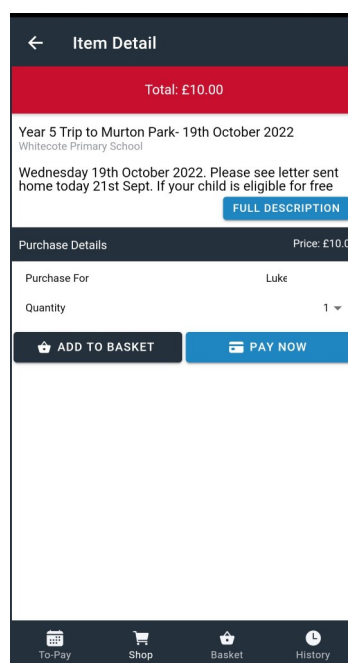 Item Detail
Total: £10.00
Year 5 Trip to Murton Park- 19th October 2022
Whitecote Primary School
Wednesday 19th October 2022. Please see letter sent
home today 21st Sept. If your child is eligible for free
FULL DESCRIPTION
Purchase Details Price: £10.0
Purchase For Luke
Quantity 1
ADD TO BASKET PAY NOW
To-Pay Shop Basket History